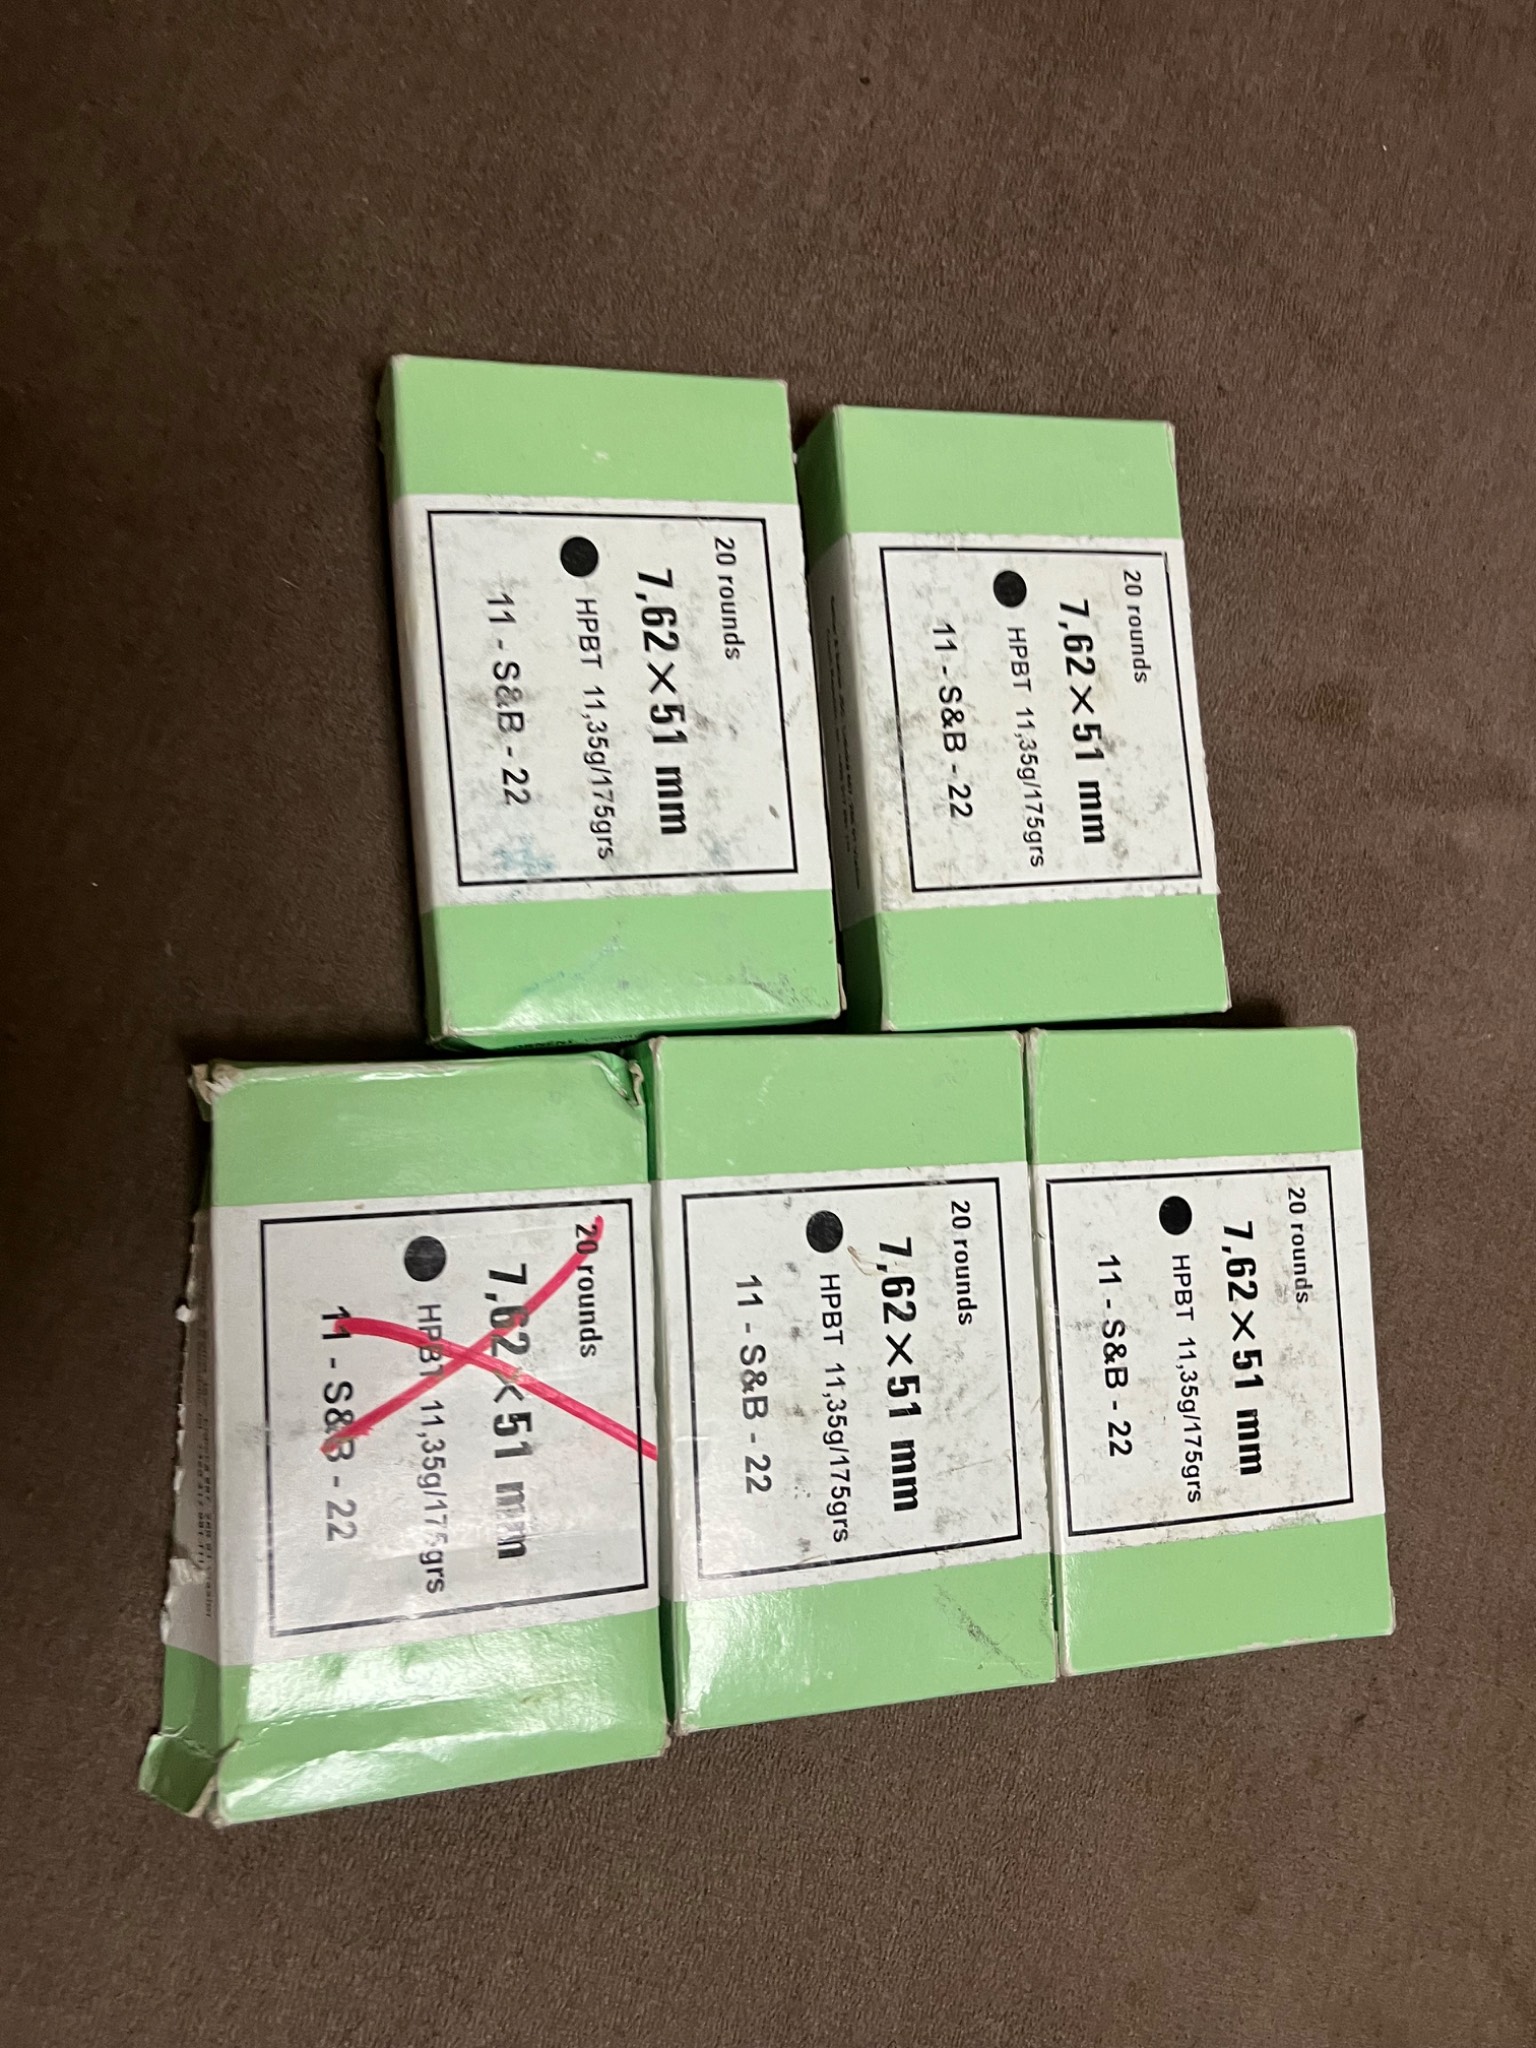 20 rounds
7,62×51 mm
HPBT 11,35g/175grs
11 - S&B - 22
20 rounds
7,62×51 mm
HPBT 11,35g/175grs
11 - S&B - 22
20 rounds
7,62×51 mm
HPBT 11,35g/175grs
11 - S&B - 22
20 rounds
7,62×51 mm
HPBT 11,35g/175grs
11 - S&B - 22
20 rounds
7,62×51 mm
HPBT 11,35g/175grs
11 - S&B - 22